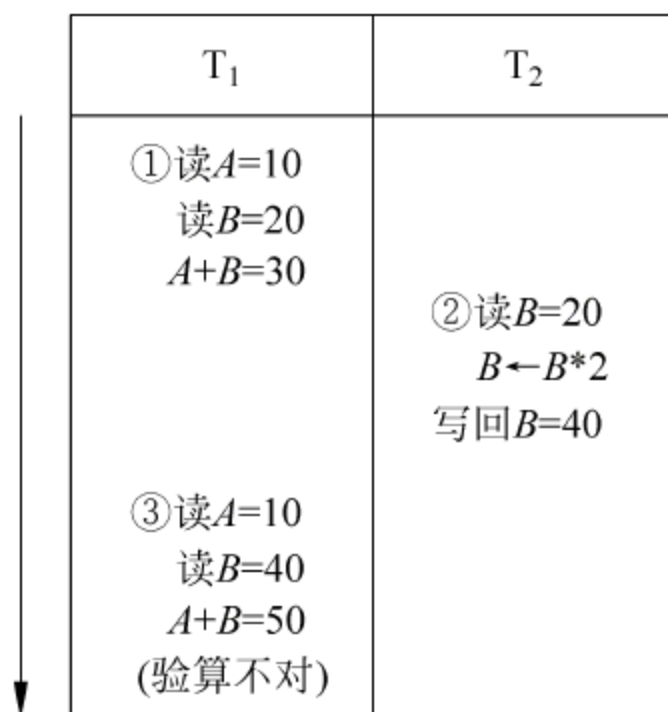 T₁ T₂
①读A=10
读B=20
A+B=30
②读B=20
B←B*2
写回B=40
③读A=10
读B=40
A+B=50
(验算不对)